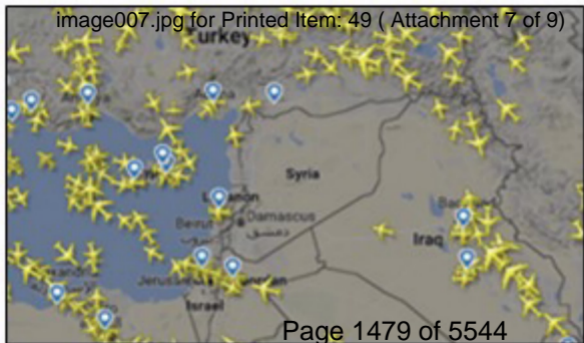 image007.jpg for Printed Item: 49 ( Attachment 7 of 9)
Turkey
Syria
Lebanon
Beirut
بيروت
Damascus
دمشق
Iraq
Israel
Page 1479 of 5544